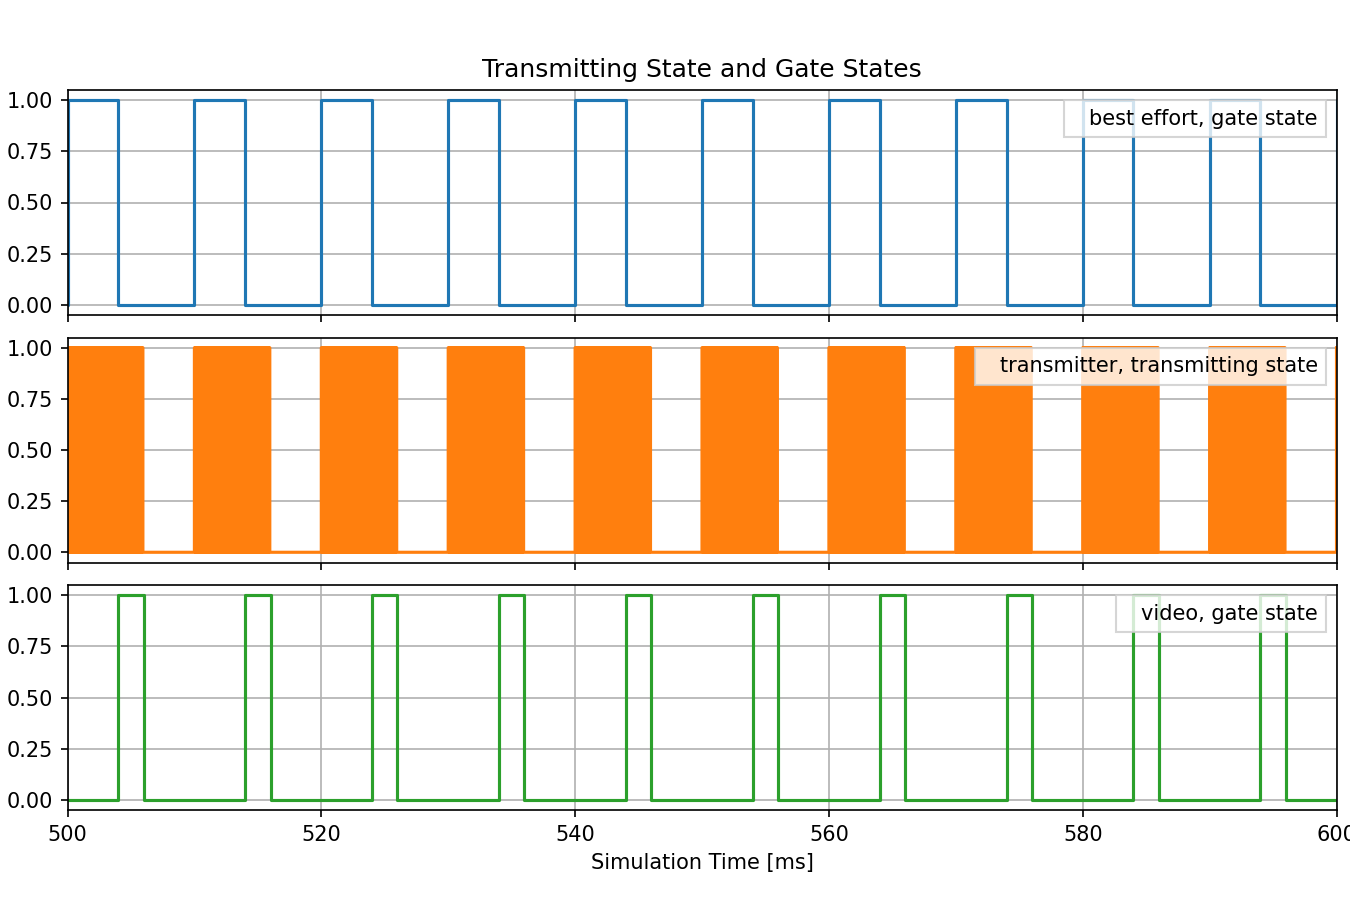 Transmitting State and Gate States
1.00
best effort, gate state
0.75
0.50
0.25
0.00
1.00
transmitter, transmitting state
0.75
0.50
0.25
0.00
1.00
video, gate state
0.75
0.50
0.25
0.00
500 520 540 560 580 600
Simulation Time [ms]